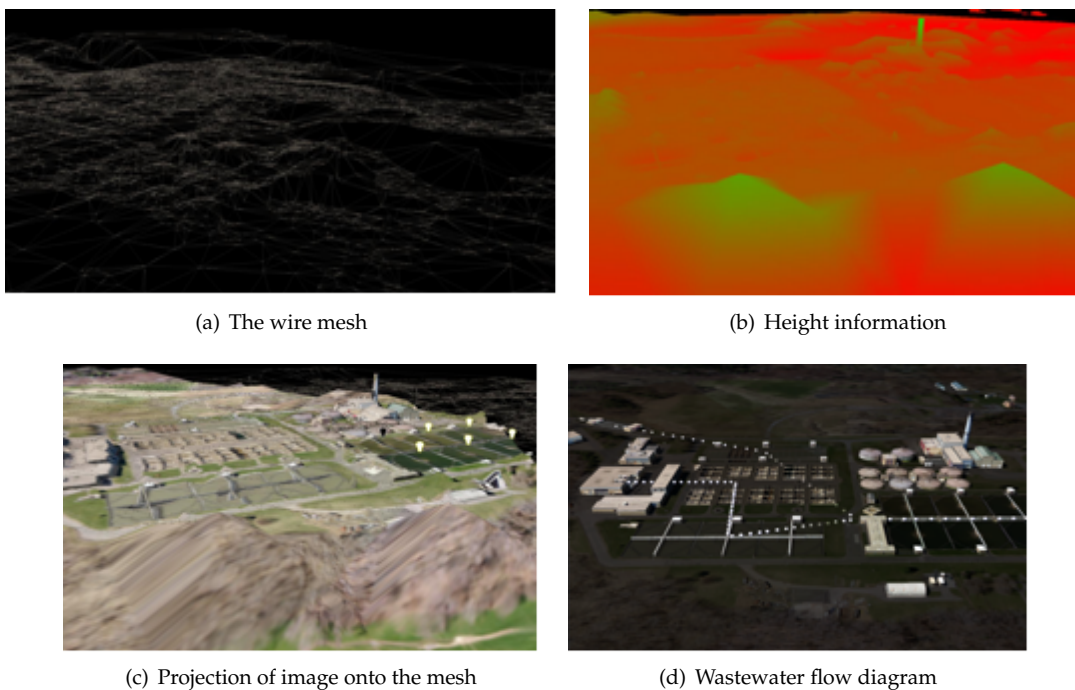 (a) The wire mesh
(b) Height information
(c) Projection of image onto the mesh
(d) Wastewater flow diagram